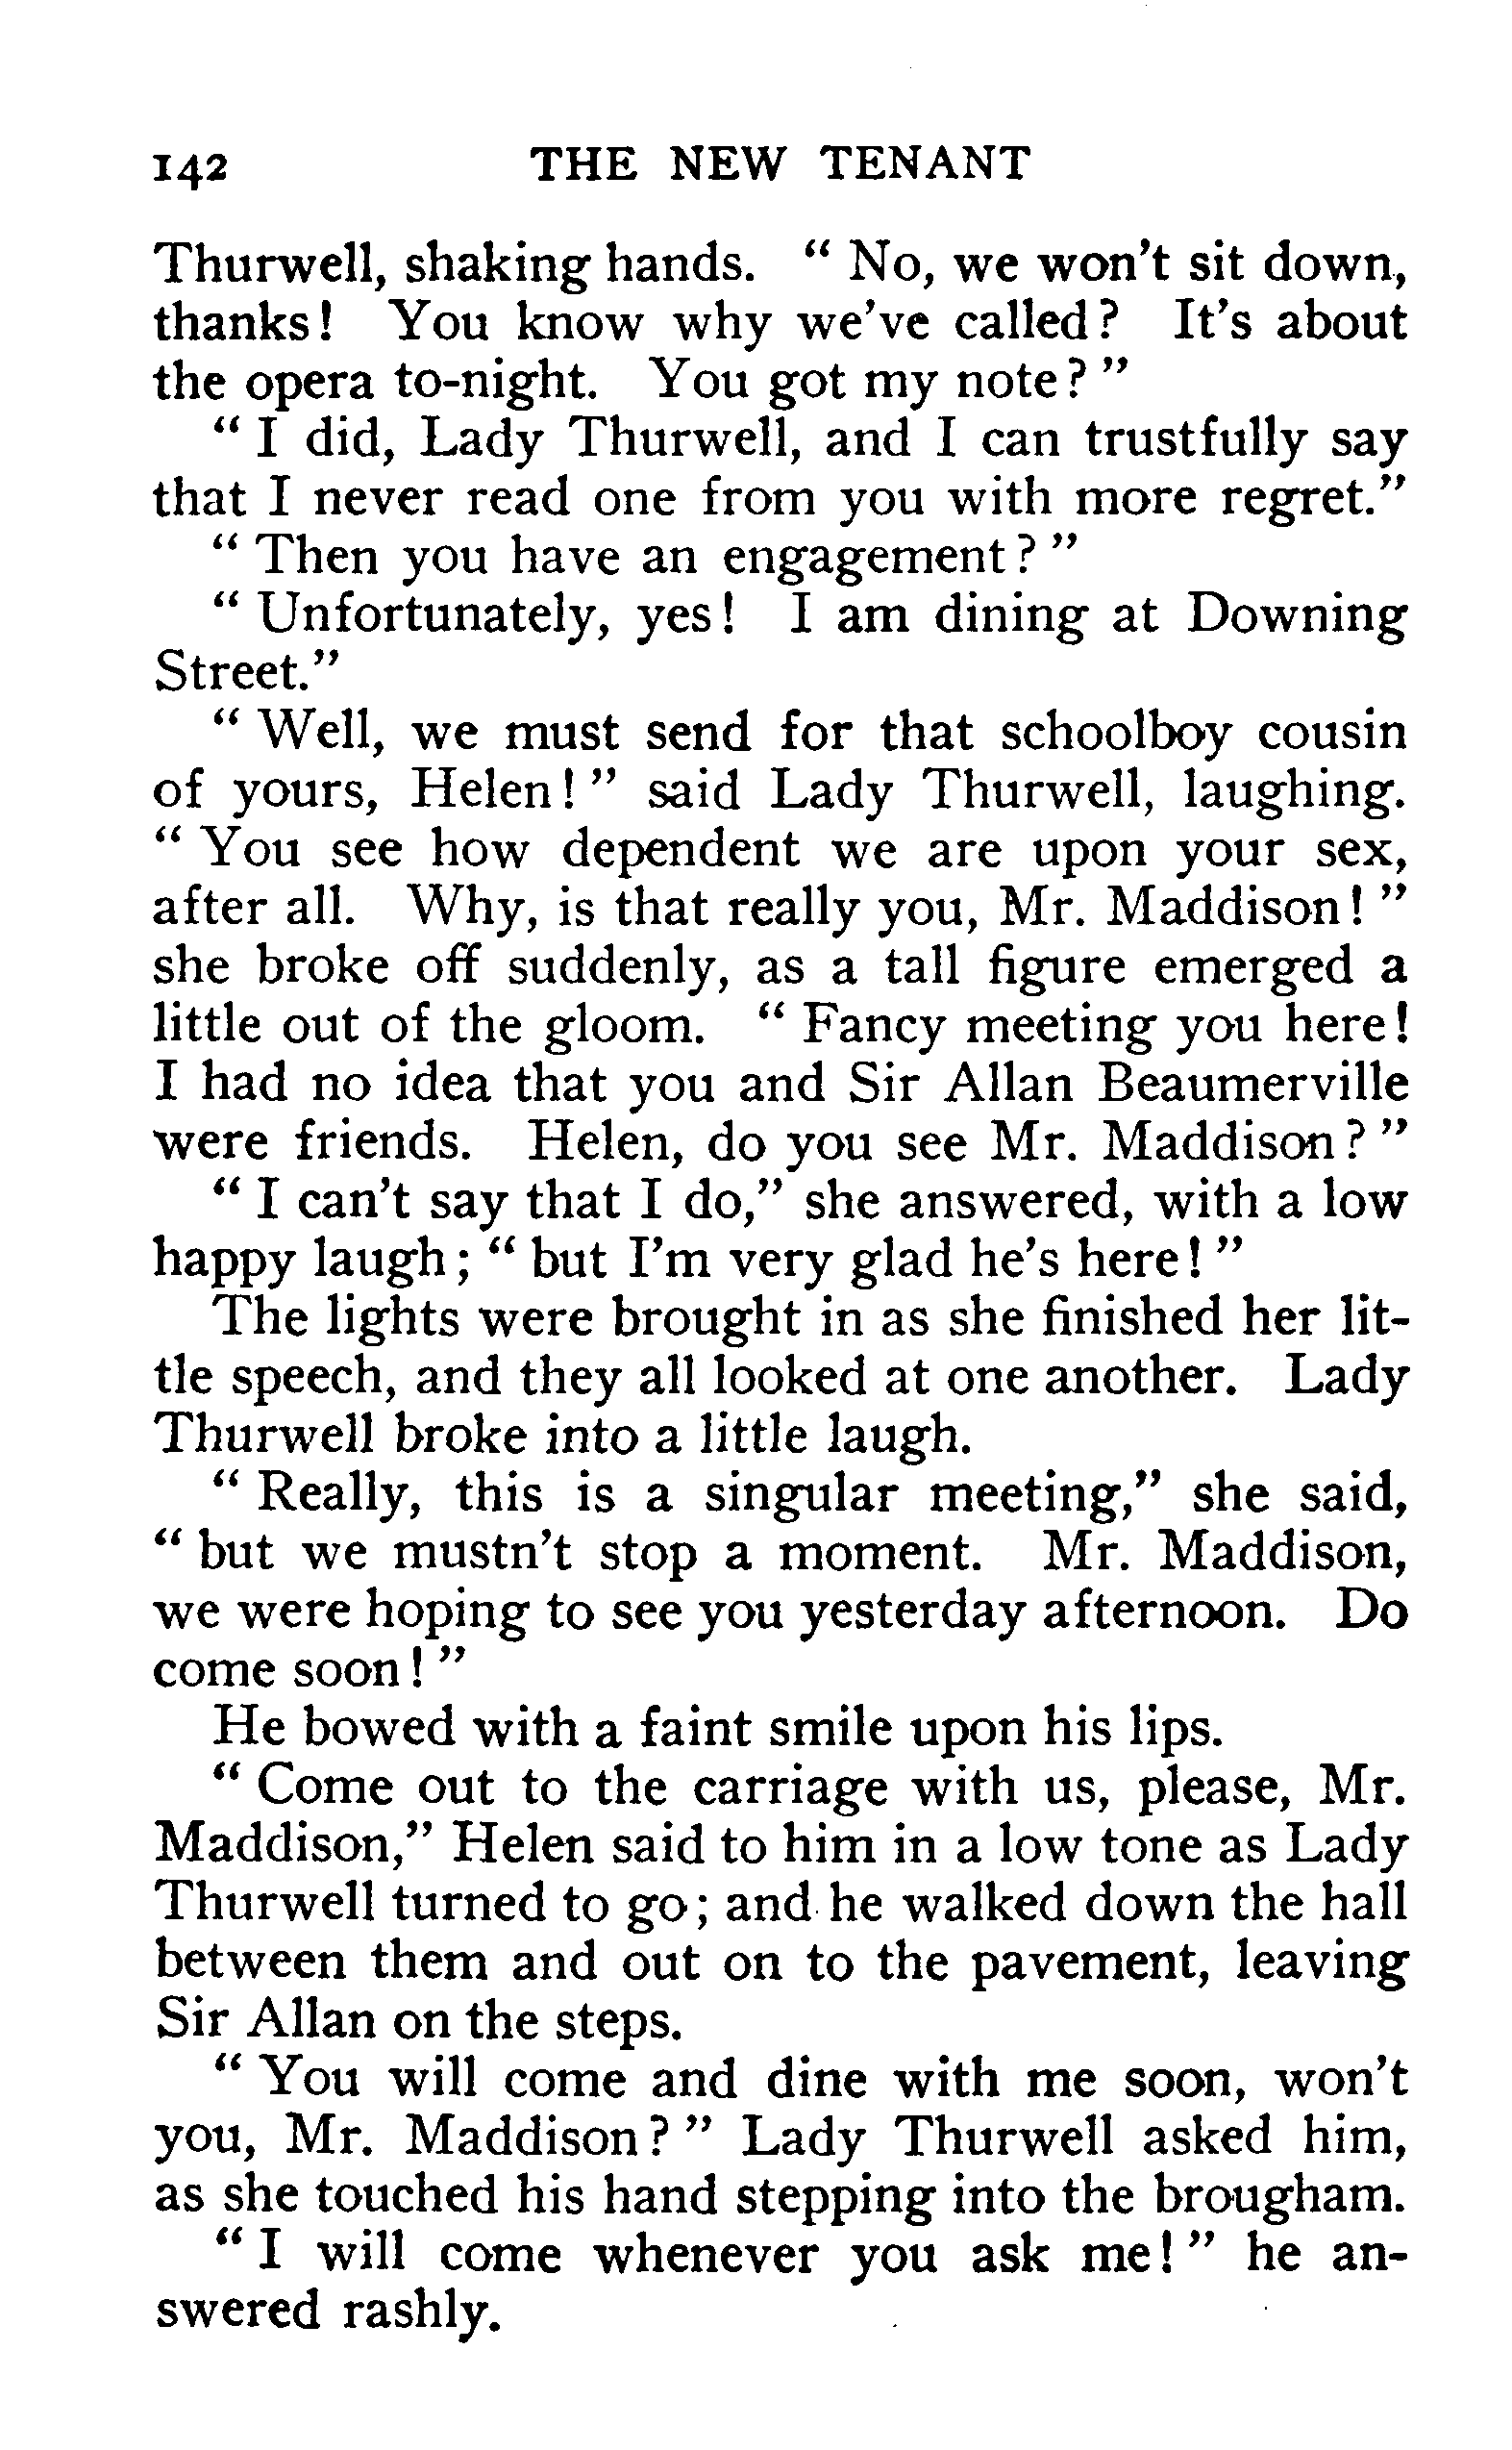 142 THE NEW TENANT
Thurwell, shaking hands. “ No, we won't sit down,
thanks! You know why we've called? It's about
the opera to-night. You got my note? ”
“ I did, Lady Thurwell, and I can trustfully say
that I never read one from you with more regret.”
“ Then you have an engagement? ”
“ Unfortunately, yes! I am dining at Downing
Street.”
“ Well, we must send for that schoolboy cousin
of yours, Helen! ” said Lady Thurwell, laughing.
“ You see how dependent we are upon your sex,
after all. Why, is that really you, Mr. Maddison! ”
she broke off suddenly, as a tall figure emerged a
little out of the gloom. “ Fancy meeting you here!
I had no idea that you and Sir Allan Beaumerville
were friends. Helen, do you see Mr. Maddison? ”
“ I can't say that I do,” she answered, with a low
happy laugh; “ but I'm very glad he's here! ”
The lights were brought in as she finished her lit-
tle speech, and they all looked at one another. Lady
Thurwell broke into a little laugh.
“ Really, this is a singular meeting,” she said,
“ but we mustn't stop a moment. Mr. Maddison,
we were hoping to see you yesterday afternoon. Do
come soon! ”
He bowed with a faint smile upon his lips.
“ Come out to the carriage with us, please, Mr.
Maddison,” Helen said to him in a low tone as Lady
Thurwell turned to go; and he walked down the hall
between them and out on to the pavement, leaving
Sir Allan on the steps.
“ You will come and dine with me soon, won't
you, Mr. Maddison? ” Lady Thurwell asked him,
as she touched his hand stepping into the brougham.
“ I will come whenever you ask me! ” he an-
swered rashly.